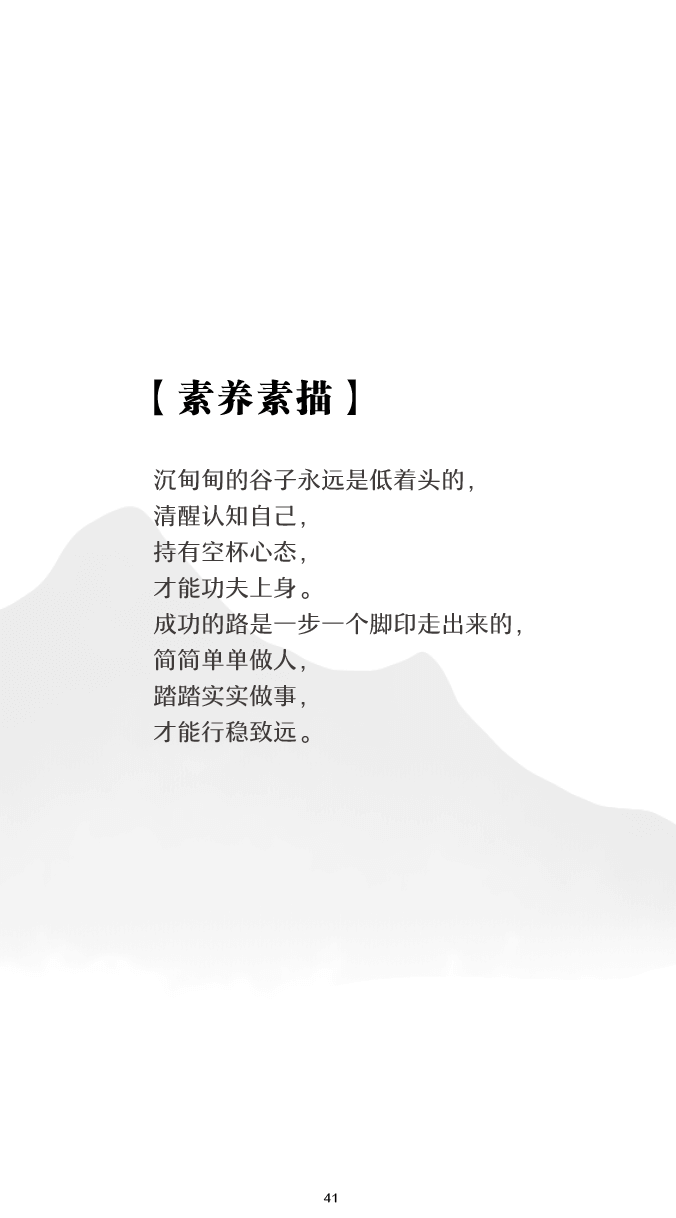 【素养素描】
沉甸甸的谷子永远是低着头的，
清醒认知自己，
持有空杯心态，
才能功夫上身。
成功的路是一步一个脚印走出来的，
简简单单做人，
踏踏实实做事，
才能行稳致远。
41